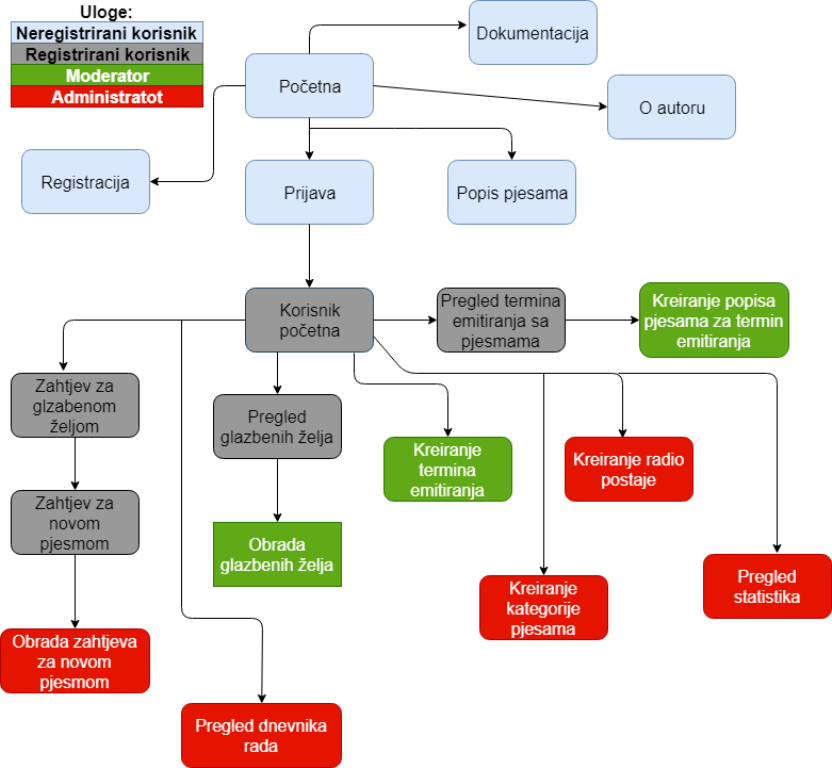 Uloge:
Neregistrirani korisnik
Registrirani korisnik
Moderator
Administratot
Dokumentacija
Početna
O autoru
Registracija
Prijava
Popis pjesama
Korisnik
početna
Pregled termina
emitiranja sa
pjesmama
Kreiranje popisa
pjesama za termin
emitiranja
Zahtjev za
glzabenom
željom
Pregled
glazbenih želja
Kreiranje
termina
emitiranja
Kreiranje radio
postaje
Zahtjev za
novom
pjesmom
Obrada
glazbenih želja
Kreiranje
kategorije
pjesama
Pregled
statistika
Obrada zahtjeva
za novom
pjesmom
Pregled dnevnika
rada